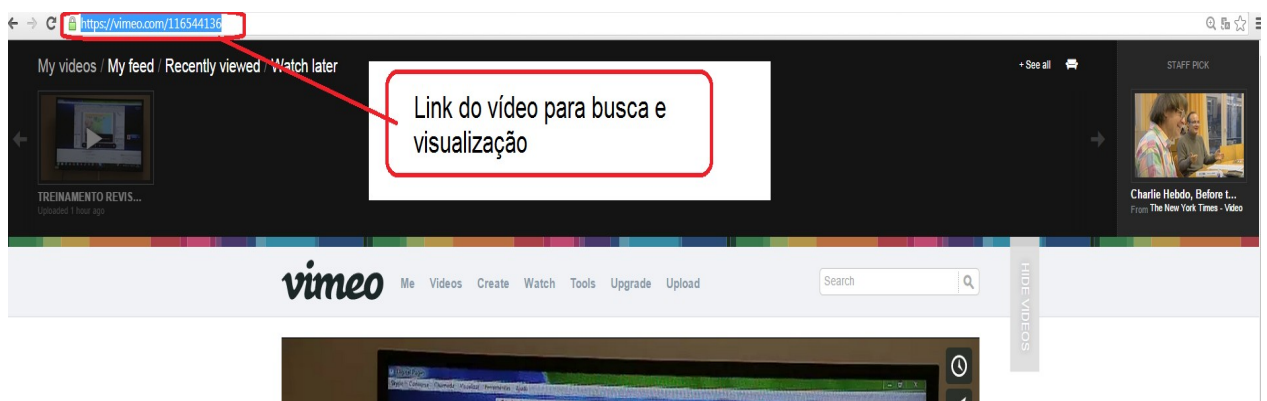 https://vimeo.com/116544136
My videos / My feed / Recently viewed / Watch later
+ See all
STAFF PICK
Link do vídeo para busca e
visualização
TREINAMENTO REVIS...
Uploaded 1 hour ago
Charlie Hebdo, Before t...
From The New York Times - Video
vimeo Me Videos Create Watch Tools Upgrade Upload
Search
HIDE VIDEOS